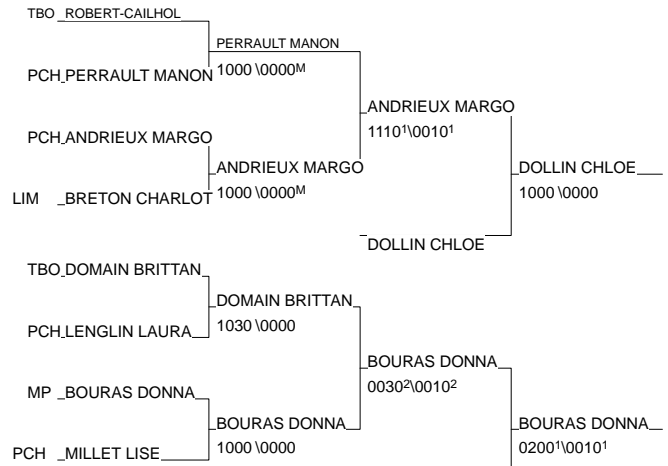 TBO ROBERT-CAILHOL
PERRAULT MANON
PCH PERRAULT MANON 1000 \0000M
ANDRIEUX MARGO
1110¹\0010¹
PCH ANDRIEUX MARGO
ANDRIEUX MARGO
DOLLIN CHLOE
LIM BRETON CHARLOT 1000 \0000M
1000 \0000
DOLLIN CHLOE
TBO DOMAIN BRITTAN
DOMAIN BRITTAN
PCH LENGLIN LAURA 1030 \0000
BOURAS DONNA
0030²\0010²
MP BOURAS DONNA
BOURAS DONNA
BOURAS DONNA
PCH MILLET LISE 1000 \0000
0200¹\0010¹